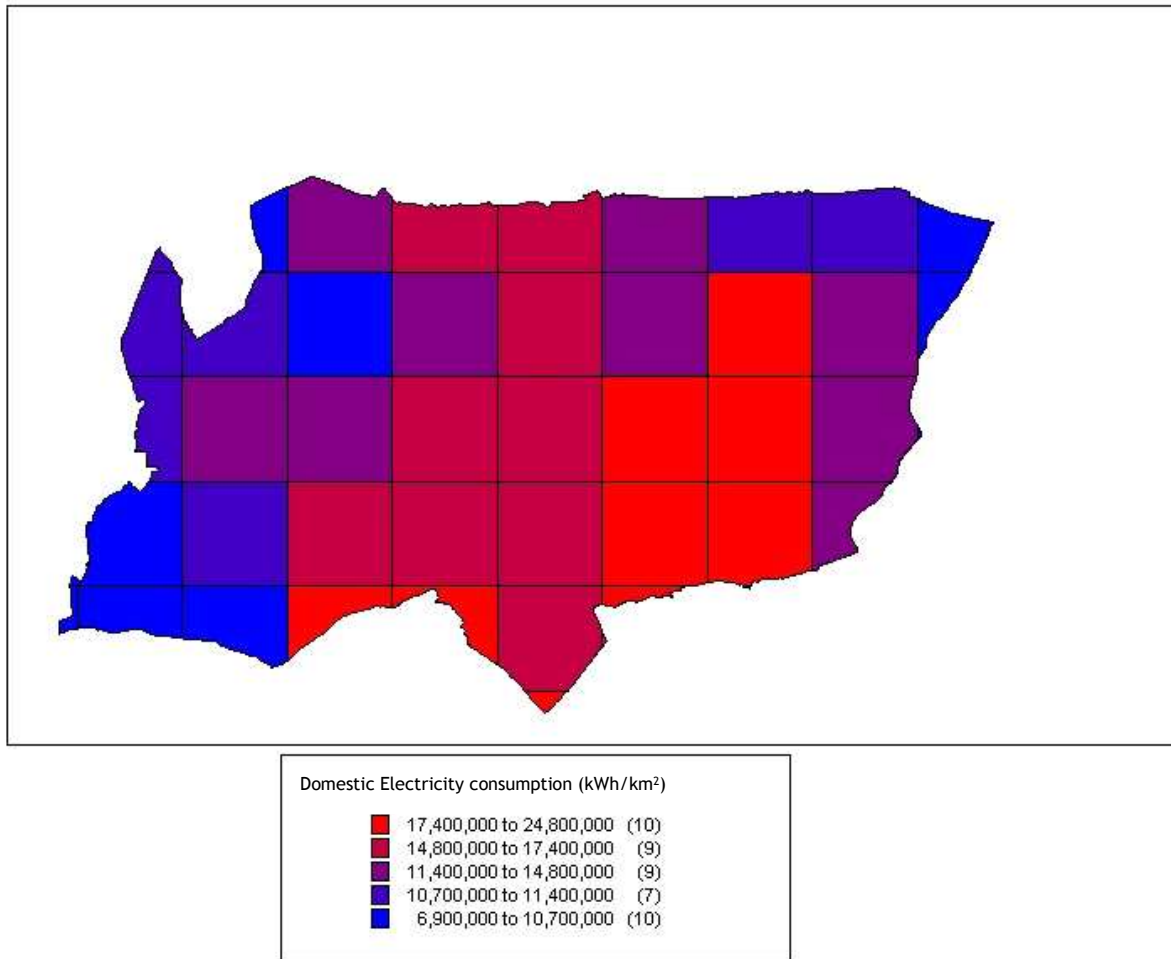 Domestic Electricity consumption (kWh/km²)
17,400,000 to 24,800,000 (10)
14,800,000 to 17,400,000 (9)
11,400,000 to 14,800,000 (9)
10,700,000 to 11,400,000 (7)
6,900,000 to 10,700,000 (10)